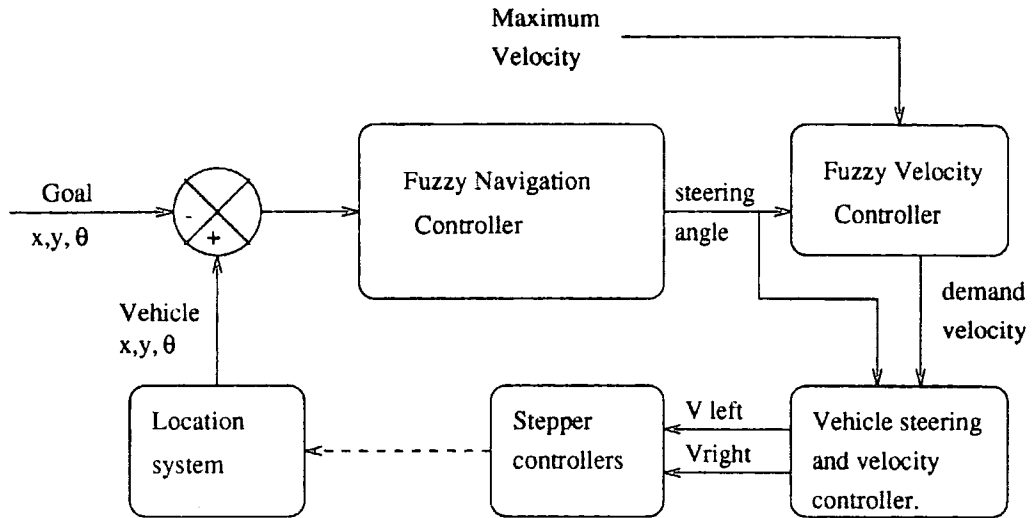 Maximum
Velocity
Goal
x,y, θ
-
+
Fuzzy Navigation
Controller
steering
angle
Fuzzy Velocity
Controller
Vehicle
x,y, θ
demand
velocity
Location
system
Stepper
controllers
V left
Vright
Vehicle steering
and velocity
controller.